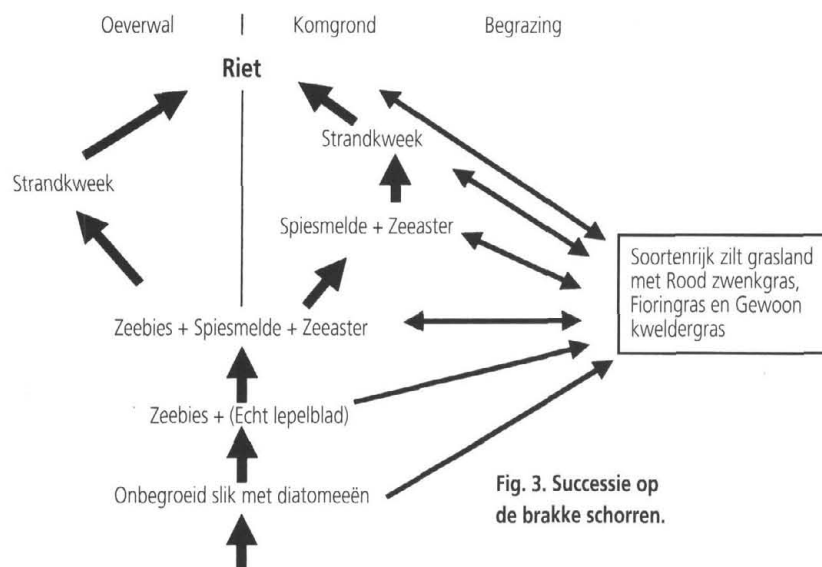 Oeverwal
Komgrond
Begrazing
Riet
Strandkweek
Strandkweek
Spiesmelde + Zeeaster
Soortenrijk zilt grasland
met Rood zwenkgras,
Fioringras en Gewoon
kweldergras
Zeebies + Spiesmelde + Zeeaster
Zeebies + (Echt lepelblad)
Onbegroeid slik met diatomeeën
Fig. 3. Successie op
de brakke schorren.